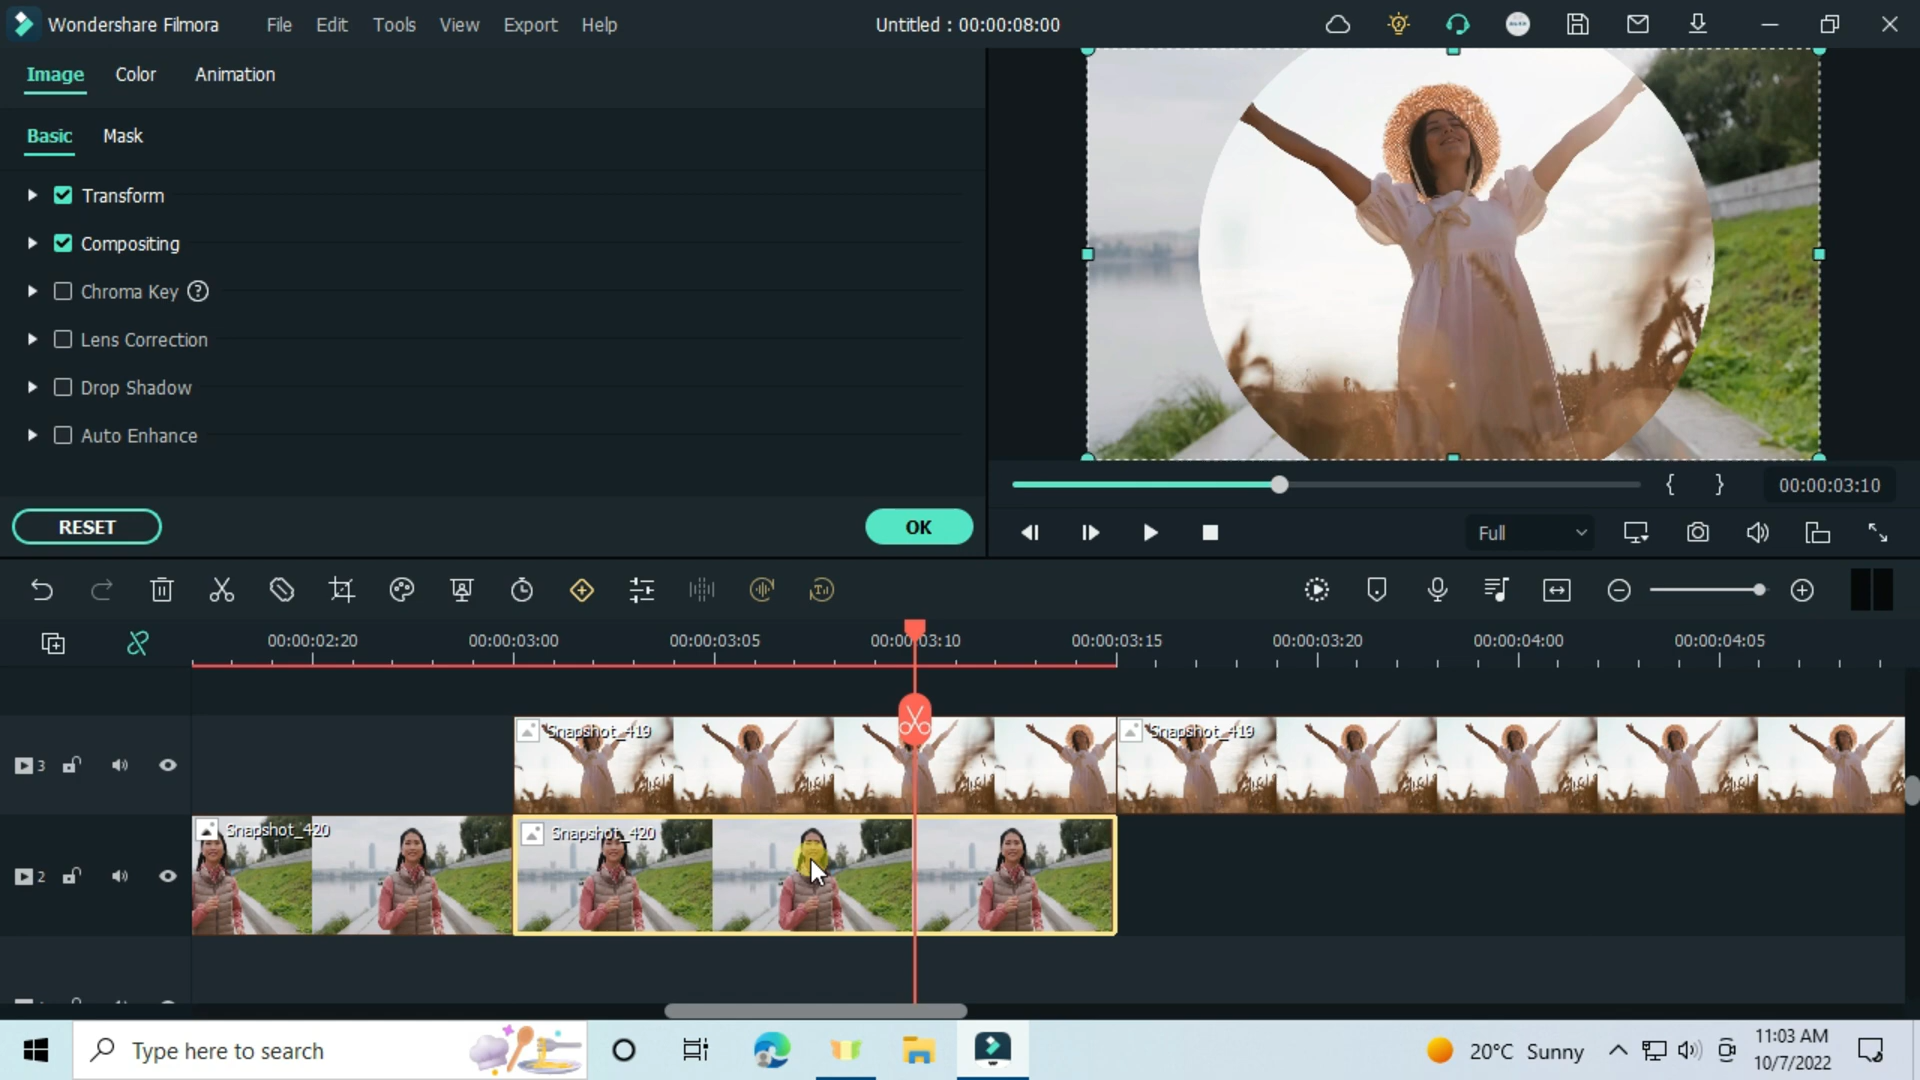 Wondershare Filmora File Edit Tools View Export Help Untitled : 00:00:08:00
Image Color Animation
Basic Mask
Transform
Compositing
Chroma Key ?
Lens Correction
Drop Shadow
Auto Enhance
RESET OK
{ } 00:00:03:10
Full
00:00:02:20 00:00:03:00 00:00:03:05 00:00:03:10 00:00:03:15 00:00:03:20 00:00:04:00 00:00:04:05
3 Snapshot_419 Snapshot_419
2 Snapshot_420 Snapshot_420
Type here to search
20°C Sunny
11:03 AM
10/7/2022